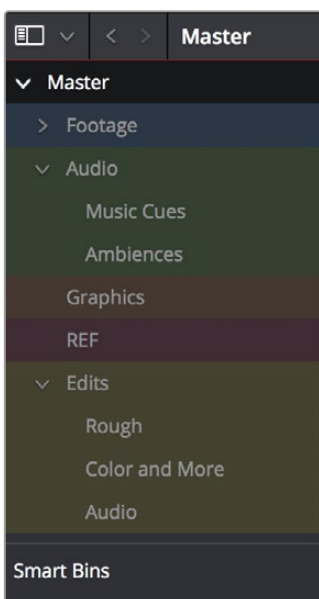 Master
Master
Footage
Audio
Music Cues
Ambiences
Graphics
REF
Edits
Rough
Color and More
Audio
Smart Bins